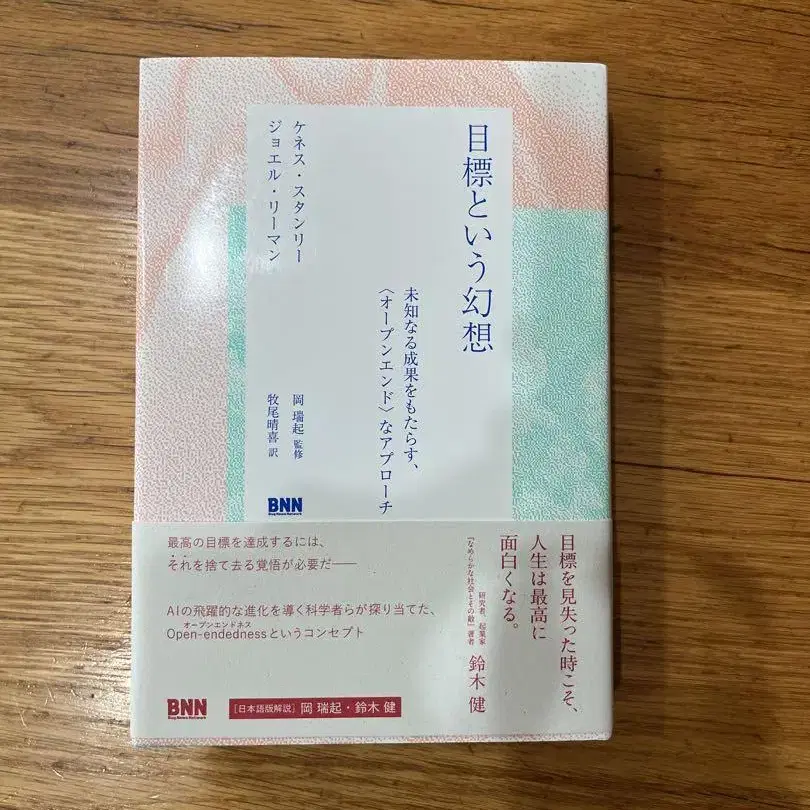 目標という幻想
未知なる成果をもたらす、
〈オープンエンド〉なアプローチ
ケネス・スタンリー
ジョエル・リーマン
岡 瑞起 監修
牧尾晴喜 訳
BNN
Bug News Network
目標を見失った時こそ、
人生は最高に
面白くなる。
研究者、起業家
『なめらかな社会とその敵』著者
鈴木 健
最高の目標を達成するには、
それを捨て去る覚悟が必要だ──
AIの飛躍的な進化を導く科学者らが探り当てた、
オープンエンドネス
Open-endednessというコンセプト
BNN
Bug News Network
[日本語版解説] 岡 瑞起・鈴木 健